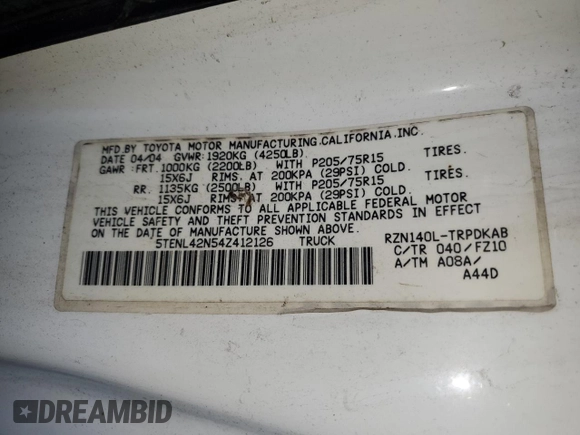 MFD.BY TOYOTA MOTOR MANUFACTURING,CALIFORNIA,INC.
DATE 04/04 GVWR:1920KG (4250LB)
GAWR:FRT.1000KG (2200LB) WITH P205/75R15 TIRES.
15X6J RIMS, AT 200KPA (29PSI) COLD.
RR. 1135KG (2500LB) WITH P205/75R15 TIRES.
15X6J RIMS, AT 200KPA (29PSI) COLD.
THIS VEHICLE CONFORMS TO ALL APPLICABLE FEDERAL MOTOR
VEHICLE SAFETY AND THEFT PREVENTION STANDARDS IN EFFECT
ON THE DATE OF MANUFACTURE SHOWN ABOVE.
5TENL42N54Z412126 TRUCK
RZN140L-TRPDKAB
C/TR 040/FZ10
A/TM A08A/
A44D
DREAMBID